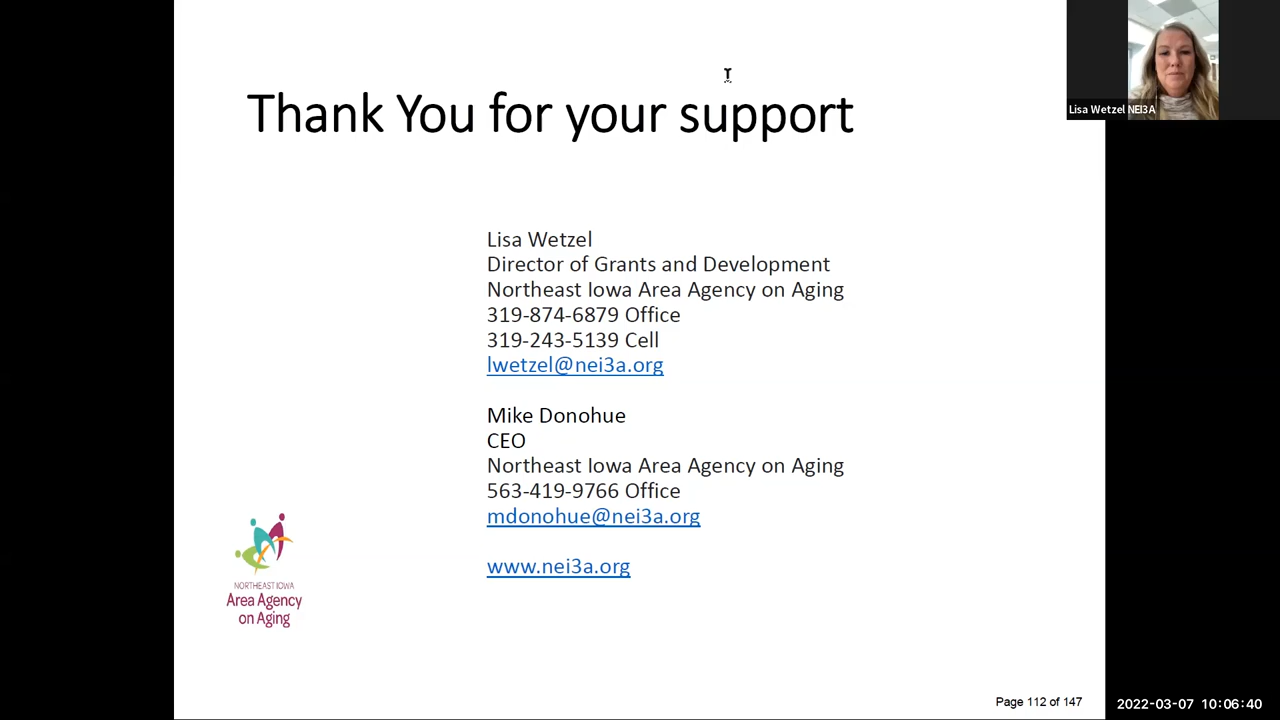 Thank You for your support
Lisa Wetzel NEI3A
Lisa Wetzel
Director of Grants and Development
Northeast Iowa Area Agency on Aging
319-874-6879 Office
319-243-5139 Cell
lwetzel@nei3a.org
Mike Donohue
CEO
Northeast Iowa Area Agency on Aging
563-419-9766 Office
mdonohue@nei3a.org
www.nei3a.org
NORTHEAST IOWA
Area Agency
on Aging
Page 112 of 147
2022-03-07 10:06:40